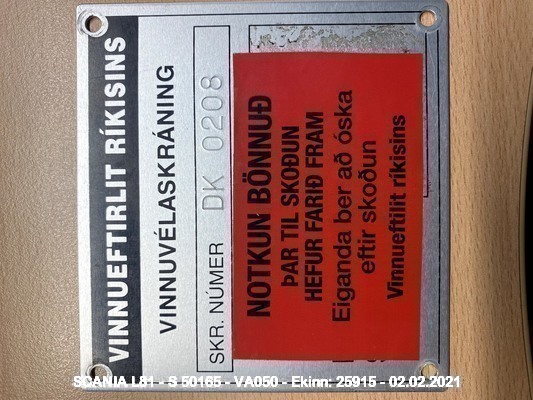 VINNUEFTIRLIT RÍKISINS
VINNUVÉLASKRÁNING
SKR. NÚMER DK 0208
NOTKUN BÖNNUÐ
ÞAR TIL SKOÐUN
HEFUR FARIÐ FRAM
Eiganda ber að óska
eftir skoðun
Vinnueftilit ríkisins
SCANIA L81 - S 50165 - VA050 - Ekinn: 25915 - 02.02.2021